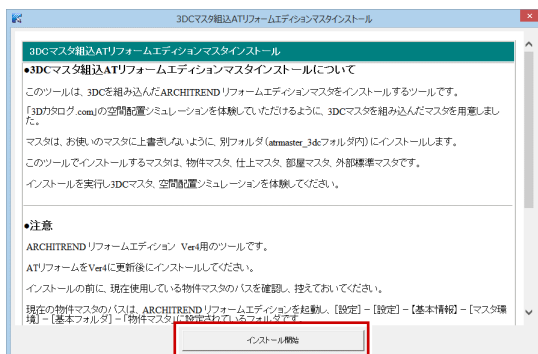 3DCマスタ組込ATリフォームエディションマスタインストール
3DCマスタ組込ATリフォームエディションマスタインストール
●3DCマスタ組込ATリフォームエディションマスタインストールについて
このツールは、3DCを組み込んだARCHITRENDリフォームエディションマスタをインストールするツールです。
「3Dカタログ.com」の空間配置シミュレーションを体験していただけるように、3DCマスタを組み込んだマスタを用意しまし
た。
マスタは、お使いのマスタに上書きしないように、別フォルダ(atrmaster_3dcフォルダ内)にインストールします。
このツールでインストールするマスタは、物件マスタ、仕上マスタ、部屋マスタ、外部標準マスタです。
インストールを実行し3DCマスタ、空間配置シミュレーションを体験してください。
●注意
ARCHITRENDリフォームエディション Ver4用のツールです。
ATリフォームをVer4に更新後にインストールしてください。
インストールの前に、現在使用している物件マスタのパスを確認し、控えておいてください。
現在の物件マスタのパスは、ARCHITRENDリフォームエディションを起動し、[設定]－[設定]－【基本情報】－【マスタ環
境】－[基本フォルダ]－「物件マスタ」に設定されているフォルダです。
インストール開始